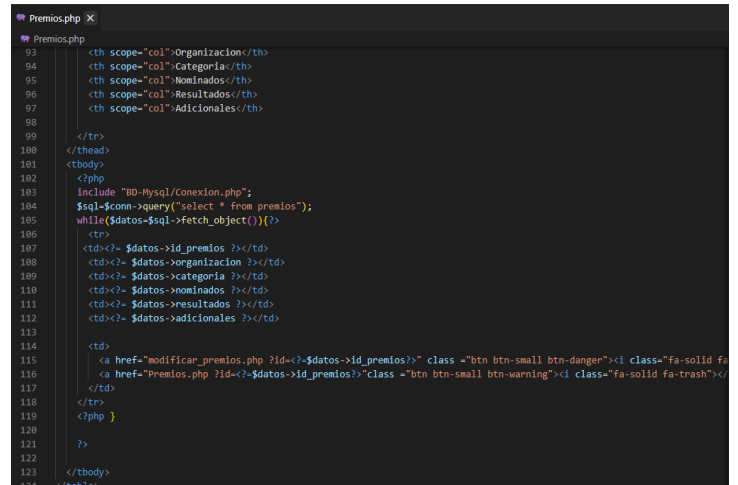 Premios.php
Premios.php
93 <th scope="col">Organizacion</th>
94 <th scope="col">Categoria</th>
95 <th scope="col">Nominados</th>
96 <th scope="col">Resultados</th>
97 <th scope="col">Adicionales</th>
98
99 </tr>
100 </thead>
101 <tbody>
102 <?php
103 include "BD-Mysql/Conexion.php";
104 $sql=$conn->query("select * from premios");
105 while($datos=$sql->fetch_object()){?>
106 <tr>
107 <td><?= $datos->id_premios ?></td>
108 <td><?= $datos->organizacion ?></td>
109 <td><?= $datos->categoria ?></td>
110 <td><?= $datos->nominados ?></td>
111 <td><?= $datos->resultados ?></td>
112 <td><?= $datos->adicionales ?></td>
113
114 <td>
115 <a href="modificar_premios.php ?id=<?=$datos->id_premios?>" class ="btn btn-small btn-danger"><i class="fa-solid fa
116 <a href="Premios.php ?id=<?=$datos->id_premios?>"class ="btn btn-small btn-warning"><i class="fa-solid fa-trash"></
117 </td>
118 </tr>
119 <?php }
120
121 ?>
122
123 </tbody>
124 </table>